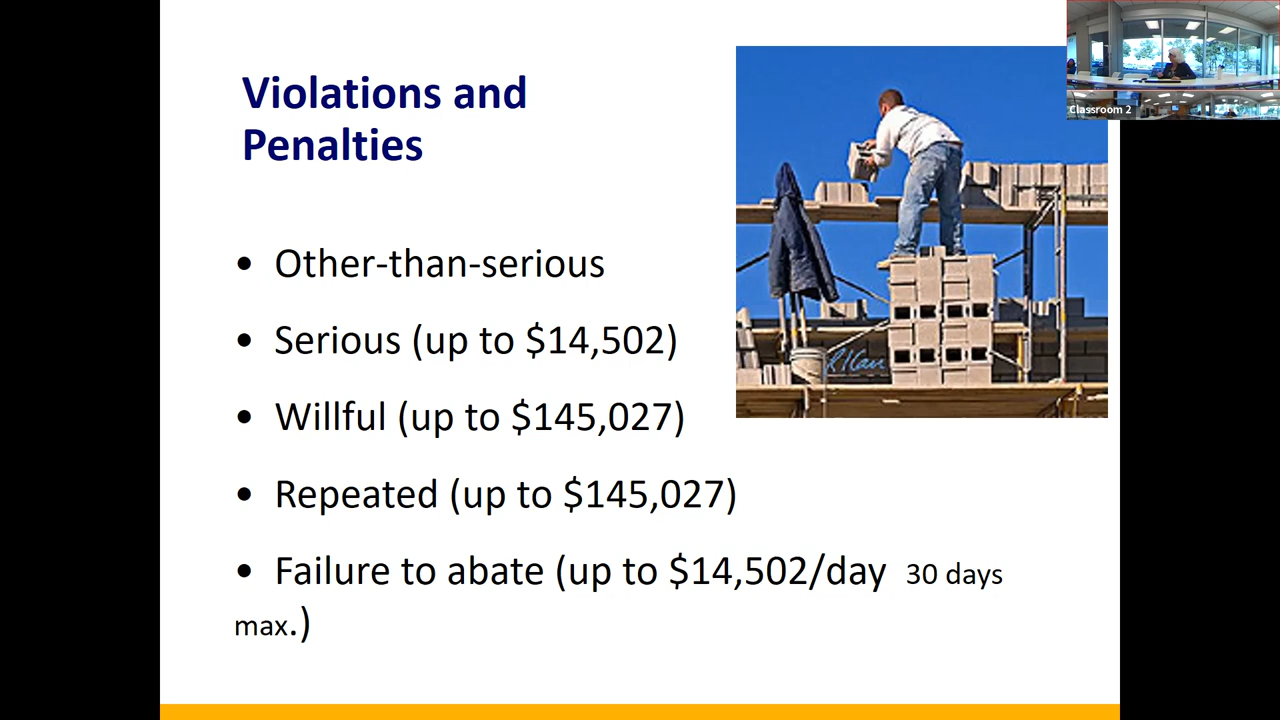 Violations and
Penalties
• Other-than-serious
• Serious (up to $14,502)
• Willful (up to $145,027)
• Repeated (up to $145,027)
• Failure to abate (up to $14,502/day 30 days
max.)
Classroom 2